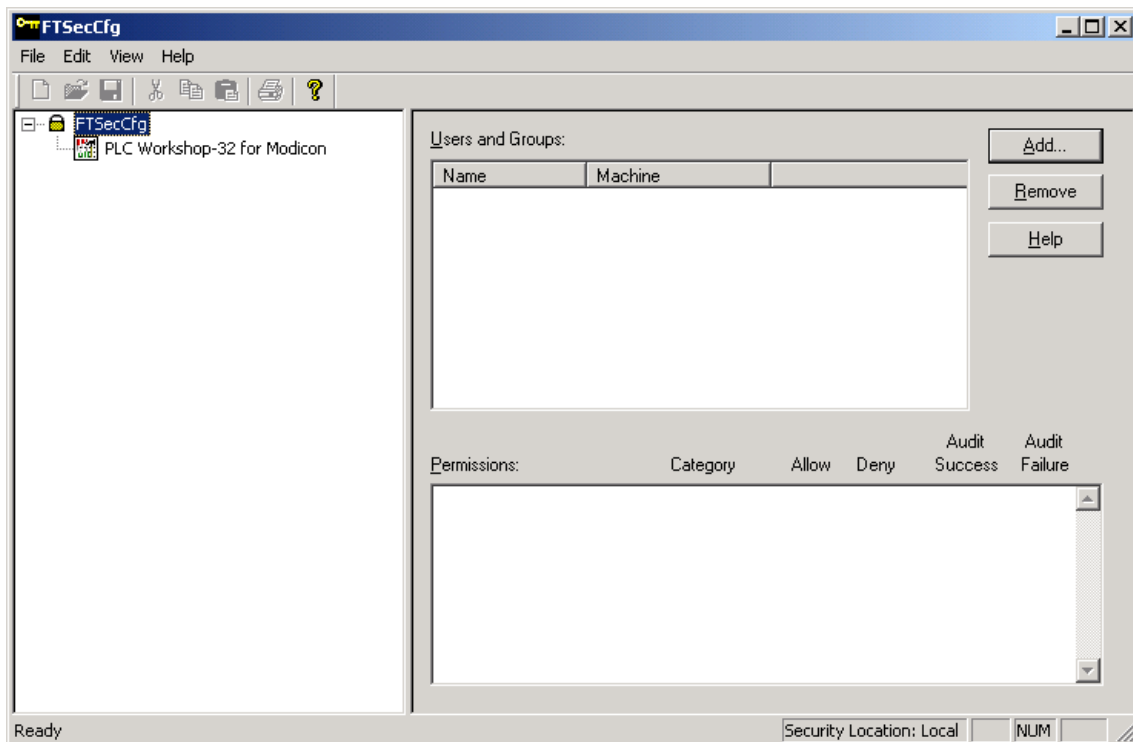 FTSecCfg
File Edit View Help
FTSecCfg
PLC Workshop-32 for Modicon
Users and Groups:
Name Machine
Add...
Remove
Help
Permissions: Category Allow Deny Audit Success Audit Failure
Ready
Security Location: Local NUM